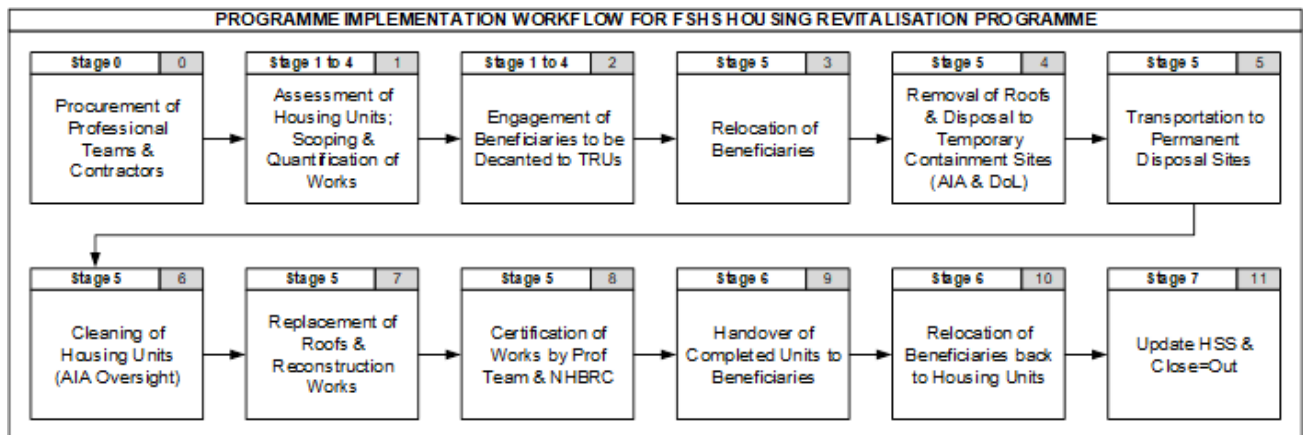 PROGRAMME IMPLEMENTATION WORKFLOW FOR FSHS HOUSING REVITALISATION PROGRAMME
Stage 0 0
Procurement of
Professional
Teams &
Contractors
Stage 1 to 4 1
Assessment of
Housing Units;
Scoping &
Quantification of
Works
Stage 1 to 4 2
Engagement of
Beneficiaries to be
Decanted to TRUs
Stage 5 3
Relocation of
Beneficiaries
Stage 5 4
Removal of Roofs
& Disposal to
Temporary
Containment Sites
(AIA & DoL)
Stage 5 5
Transportation to
Permanent
Disposal Sites
Stage 5 6
Cleaning of
Housing Units
(AIA Oversight)
Stage 5 7
Replacement of
Roofs &
Reconstruction
Works
Stage 5 8
Certification of
Works by Prof
Team & NHBRC
Stage 6 9
Handover of
Completed Units to
Beneficiaries
Stage 6 10
Relocation of
Beneficiaries back
to Housing Units
Stage 7 11
Update HSS &
Close=Out